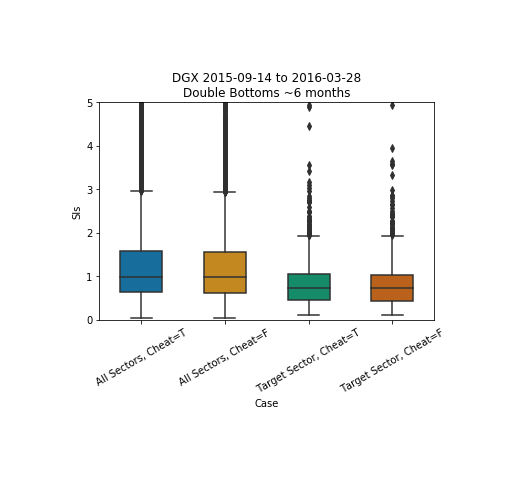 DGX 2015-09-14 to 2016-03-28
Double Bottoms ~6 months
5
4
3
2
1
0
SIs
All Sectors, Cheat=T
All Sectors, Cheat=F
Target Sector, Cheat=T
Target Sector, Cheat=F
Case